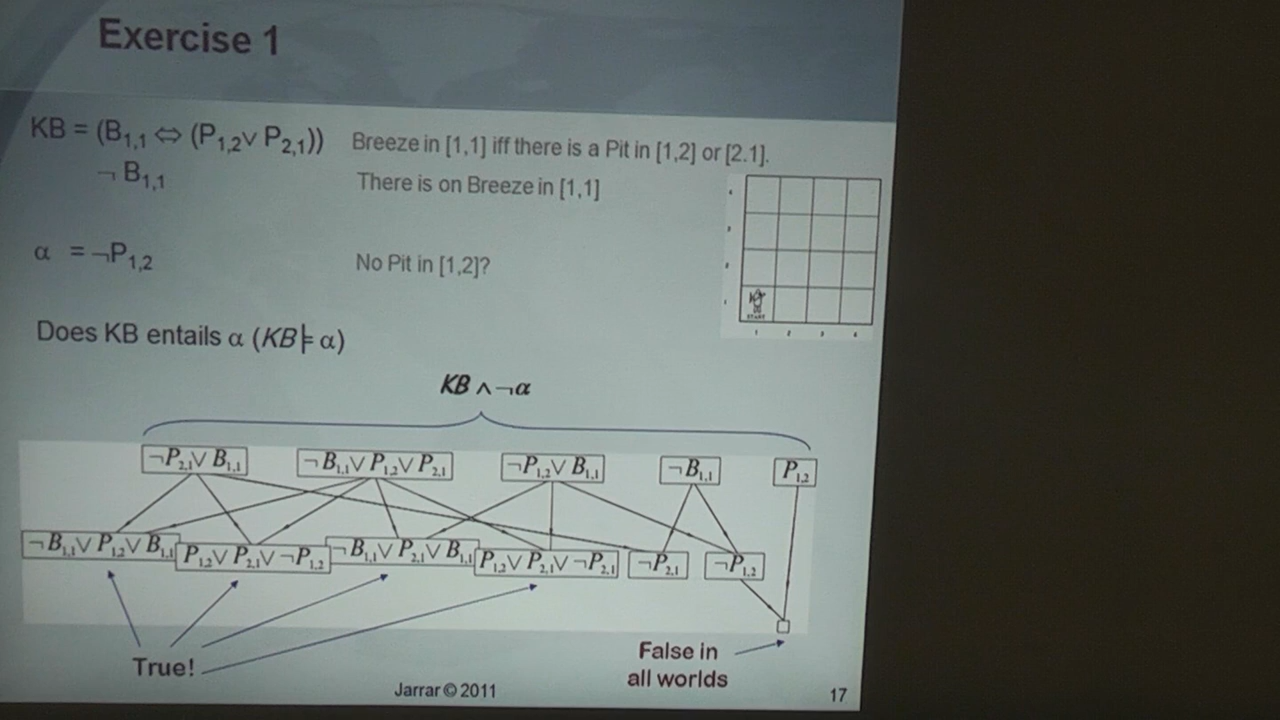 Exercise 1
KB = (B1,1 ⇔ (P1,2∨ P2,1)) Breeze in [1,1] iff there is a Pit in [1,2] or [2.1].
¬ B1,1 There is on Breeze in [1,1]
α = ¬P1,2 No Pit in [1,2]?
START
1 2 3 4
Does KB entails α (KB╞ α)
KB ∧ ¬α
¬P2,1∨ B1,1 ¬B1,1∨ P1,2∨ P2,1 ¬P1,2∨ B1,1 ¬B1,1 P1,2
¬B1,1∨ P1,2∨ B1,1 P1,2∨ P2,1∨ ¬P1,2 ¬B1,1∨ P2,1∨ B1,1 P1,2∨ P2,1∨ ¬P2,1 ¬P2,1 ¬P1,2
True!
False in
all worlds
Jarrar © 2011
17